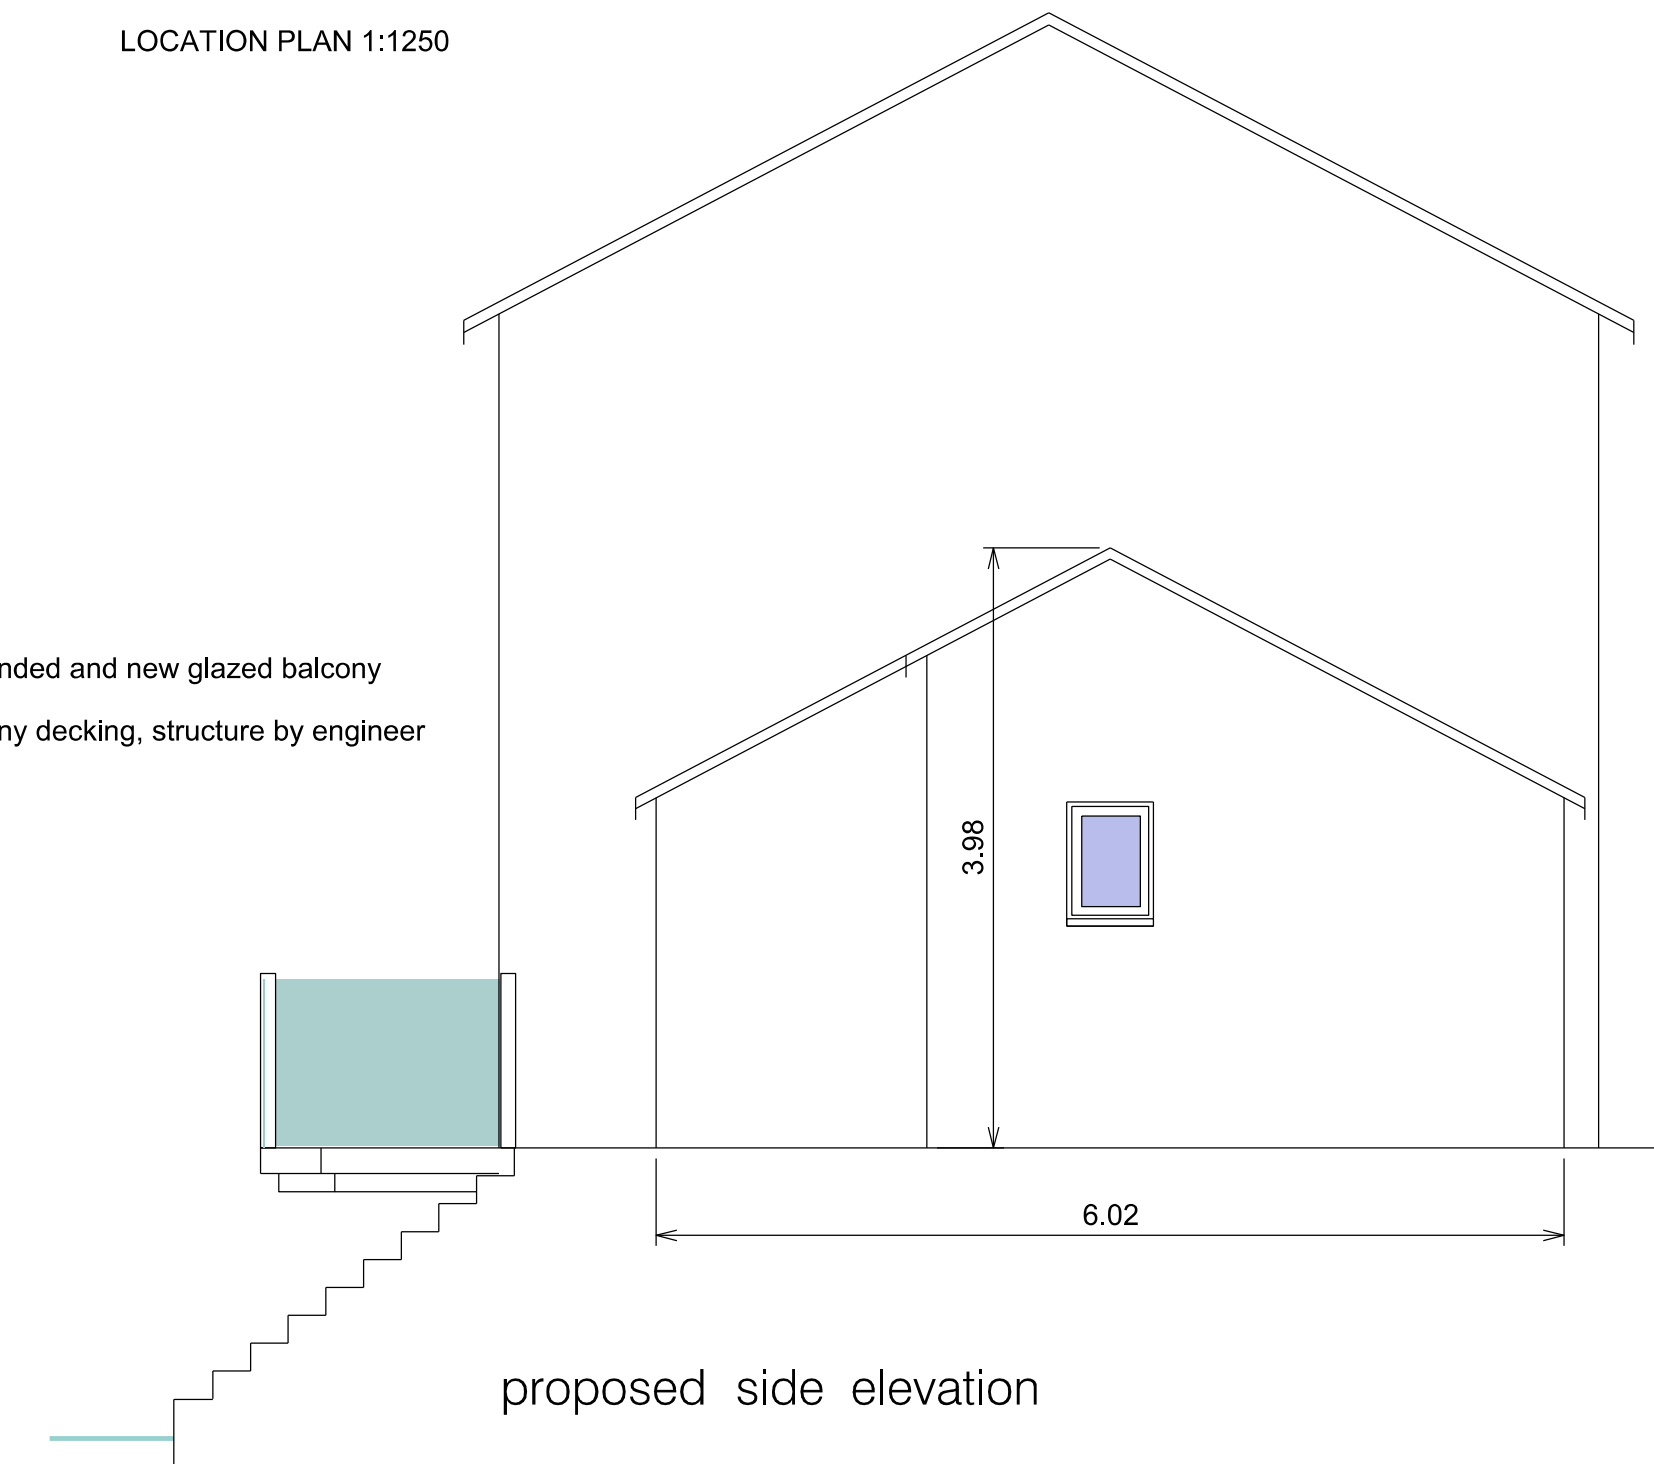 LOCATION PLAN 1:1250
nded and new glazed balcony
ny decking, structure by engineer
3.98
6.02
proposed side elevation